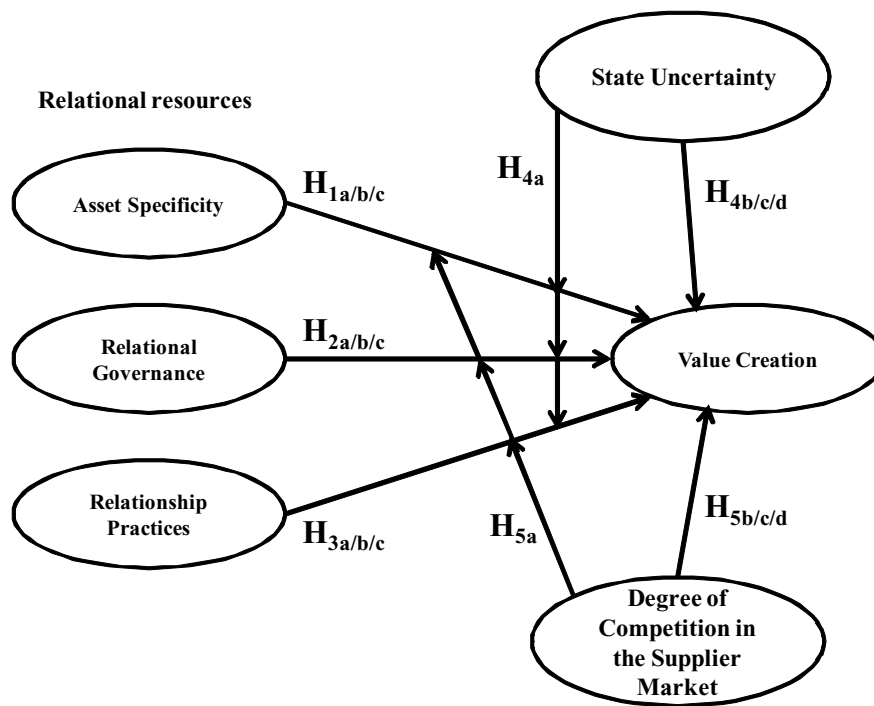 State Uncertainty
Relational resources
H1a/b/c
H4a
Asset Specificity
H4b/c/d
H2a/b/c
Relational
Governance
Value Creation
Relationship
Practices
H3a/b/c
H5a
H5b/c/d
Degree of
Competition in
the Supplier
Market